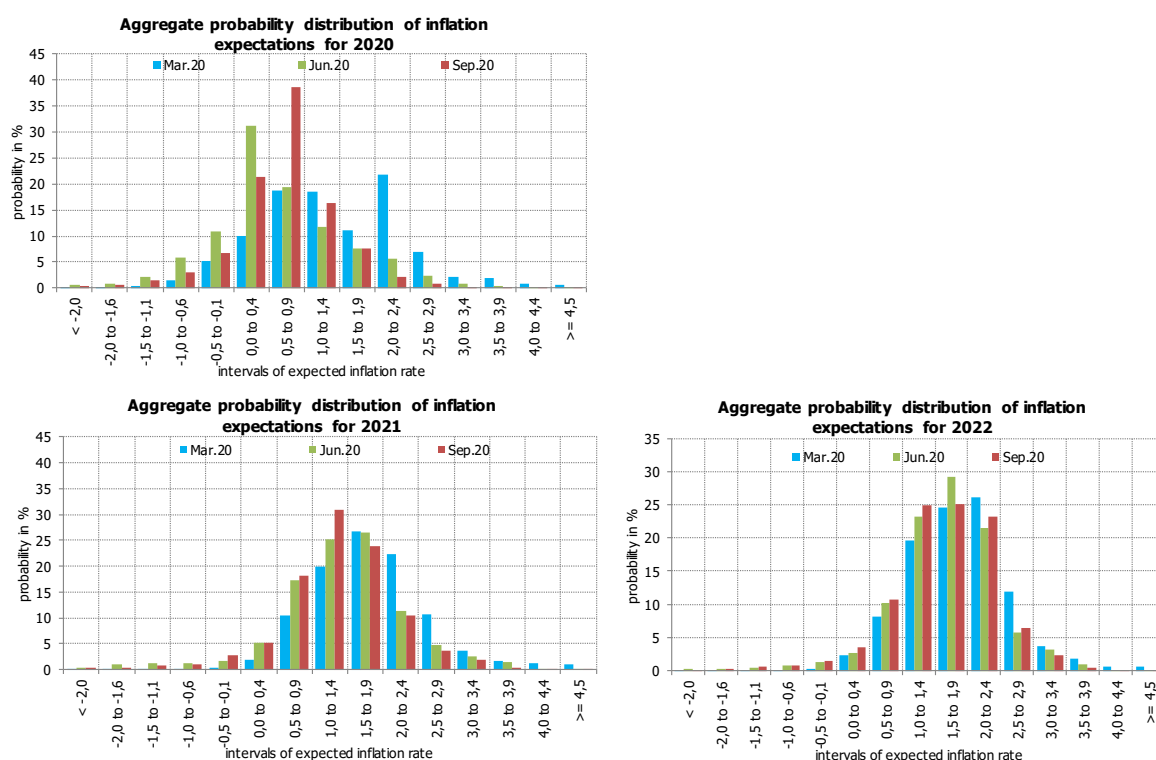 Aggregate probability distribution of inflation
expectations for 2020
Mar.20 Jun.20 Sep.20
probability in %
45
40
35
30
25
20
15
10
5
0
< -2,0
-2,0 to -1,6
-1,5 to -1,1
-1,0 to -0,6
-0,5 to -0,1
0,0 to 0,4
0,5 to 0,9
1,0 to 1,4
1,5 to 1,9
2,0 to 2,4
2,5 to 2,9
3,0 to 3,4
3,5 to 3,9
4,0 to 4,4
>= 4,5
intervals of expected inflation rate
Aggregate probability distribution of inflation
expectations for 2021
Mar.20 Jun.20 Sep.20
probability in %
45
40
35
30
25
20
15
10
5
0
< -2,0
-2,0 to -1,6
-1,5 to -1,1
-1,0 to -0,6
-0,5 to -0,1
0,0 to 0,4
0,5 to 0,9
1,0 to 1,4
1,5 to 1,9
2,0 to 2,4
2,5 to 2,9
3,0 to 3,4
3,5 to 3,9
4,0 to 4,4
>= 4,5
intervals of expected inflation rate
Aggregate probability distribution of inflation
expectations for 2022
Mar.20 Jun.20 Sep.20
probability in %
35
30
25
20
15
10
5
0
< -2,0
-2,0 to -1,6
-1,5 to -1,1
-1,0 to -0,6
-0,5 to -0,1
0,0 to 0,4
0,5 to 0,9
1,0 to 1,4
1,5 to 1,9
2,0 to 2,4
2,5 to 2,9
3,0 to 3,4
3,5 to 3,9
4,0 to 4,4
>= 4,5
intervals of expected inflation rate